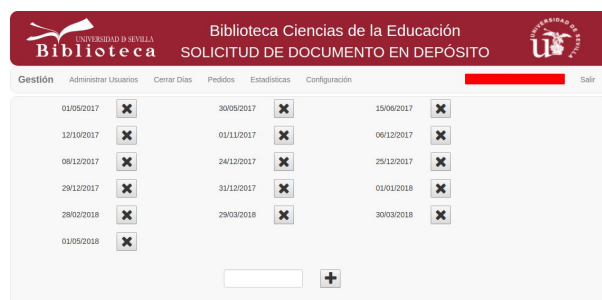 UNIVERSIDAD D SEVILLA
Biblioteca
Biblioteca Ciencias de la Educación
SOLICITUD DE DOCUMENTO EN DEPÓSITO
Gestión Administrar Usuarios Cerrar Días Pedidos Estadísticas Configuración Salir
01/05/2017 30/05/2017 15/06/2017
12/10/2017 01/11/2017 06/12/2017
08/12/2017 24/12/2017 25/12/2017
29/12/2017 31/12/2017 01/01/2018
28/02/2018 29/03/2018 30/03/2018
01/05/2018